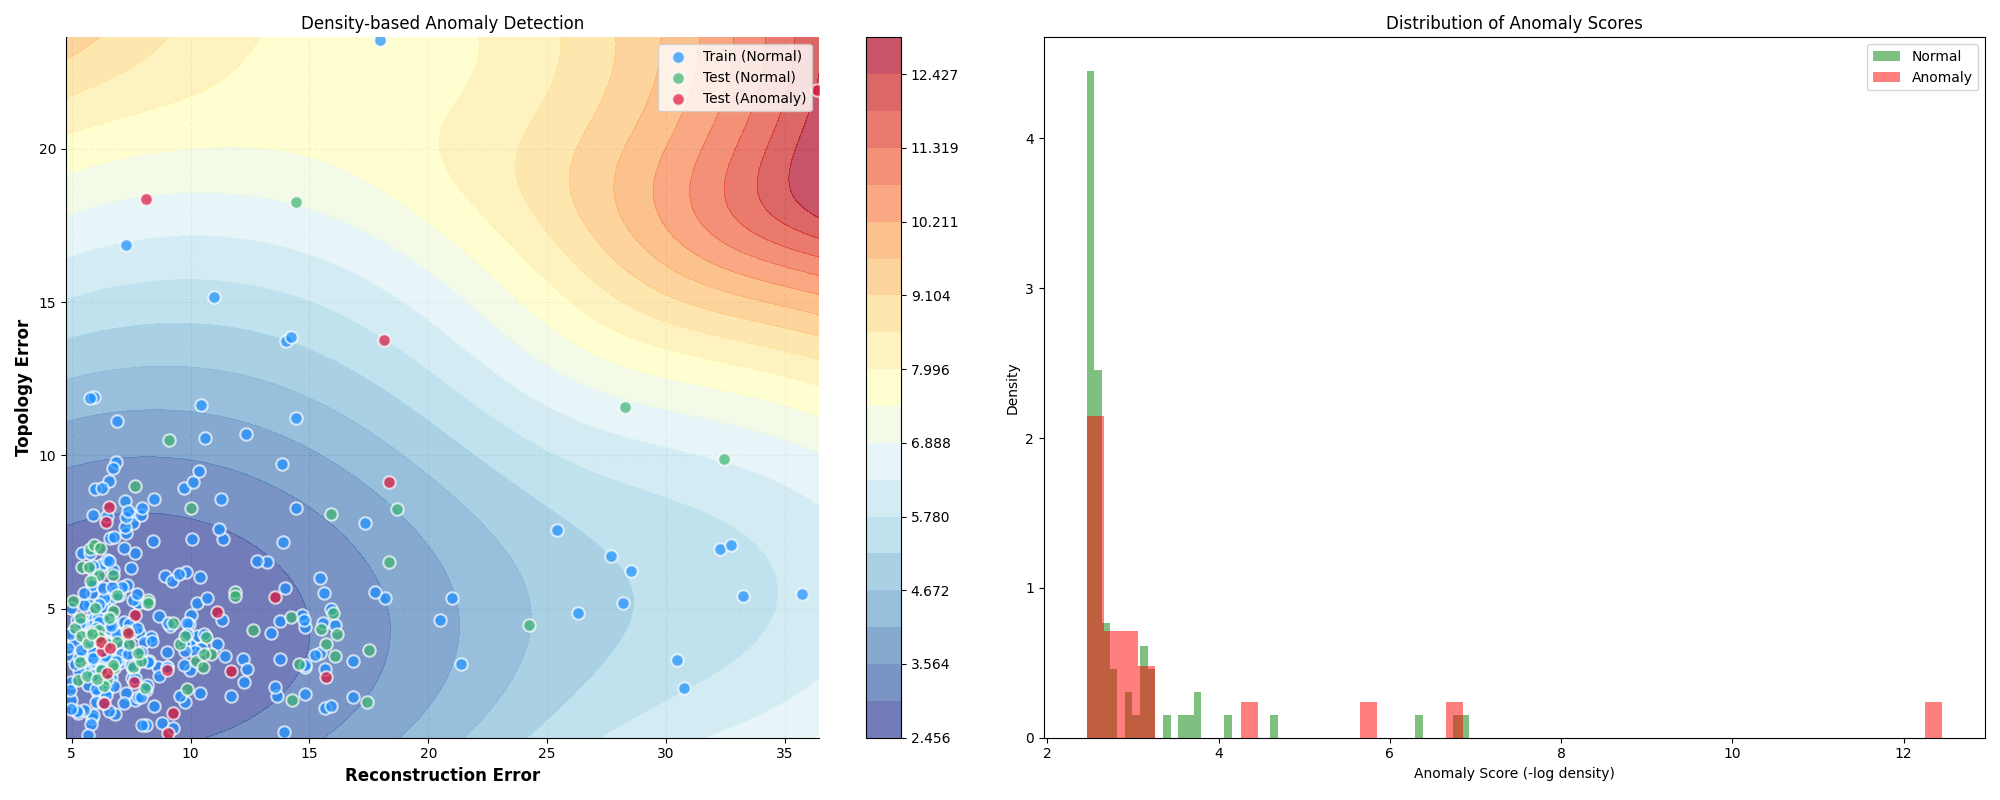 Density-based Anomaly Detection
Topology Error
20
15
10
5
Train (Normal)
Test (Normal)
Test (Anomaly)
5
10
15
20
25
30
35
Reconstruction Error
12.427
11.319
10.211
9.104
7.996
6.888
5.780
4.672
3.564
2.456
Distribution of Anomaly Scores
Density
4
3
2
1
0
Normal
Anomaly
2
4
6
8
10
12
Anomaly Score (-log density)